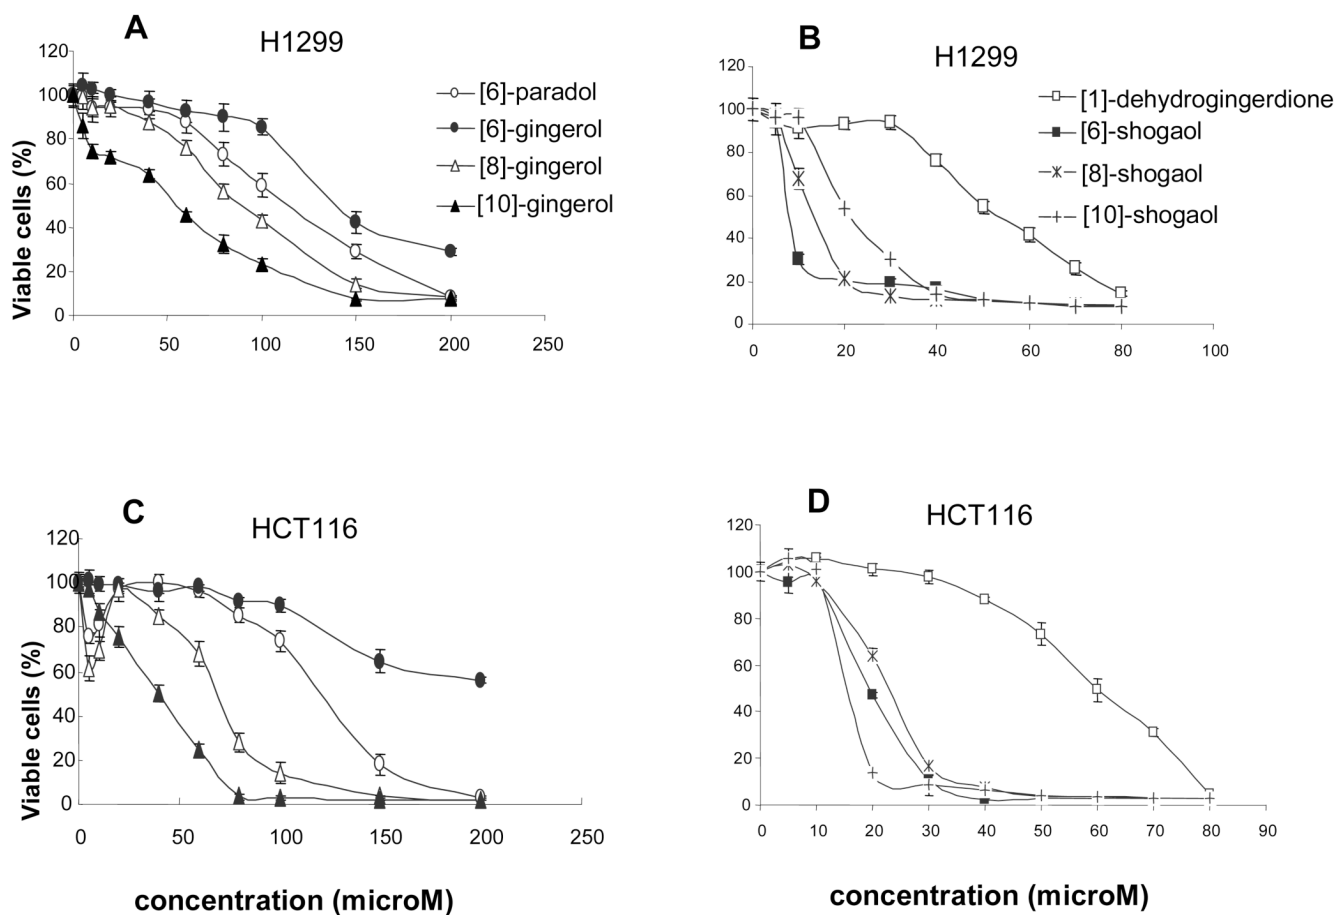 A
H1299
120
100
80
60
40
20
0
Viable cells (%)
0 50 100 150 200 250
[6]-paradol
[6]-gingerol
[8]-gingerol
[10]-gingerol
B
H1299
120
100
80
60
40
20
0
0 20 40 60 80 100
[1]-dehydrogingerdione
[6]-shogaol
[8]-shogaol
[10]-shogaol
C
HCT116
120
100
80
60
40
20
0
Viable cells (%)
0 50 100 150 200 250
concentration (microM)
D
HCT116
120
100
80
60
40
20
0
0 10 20 30 40 50 60 70 80 90
concentration (microM)